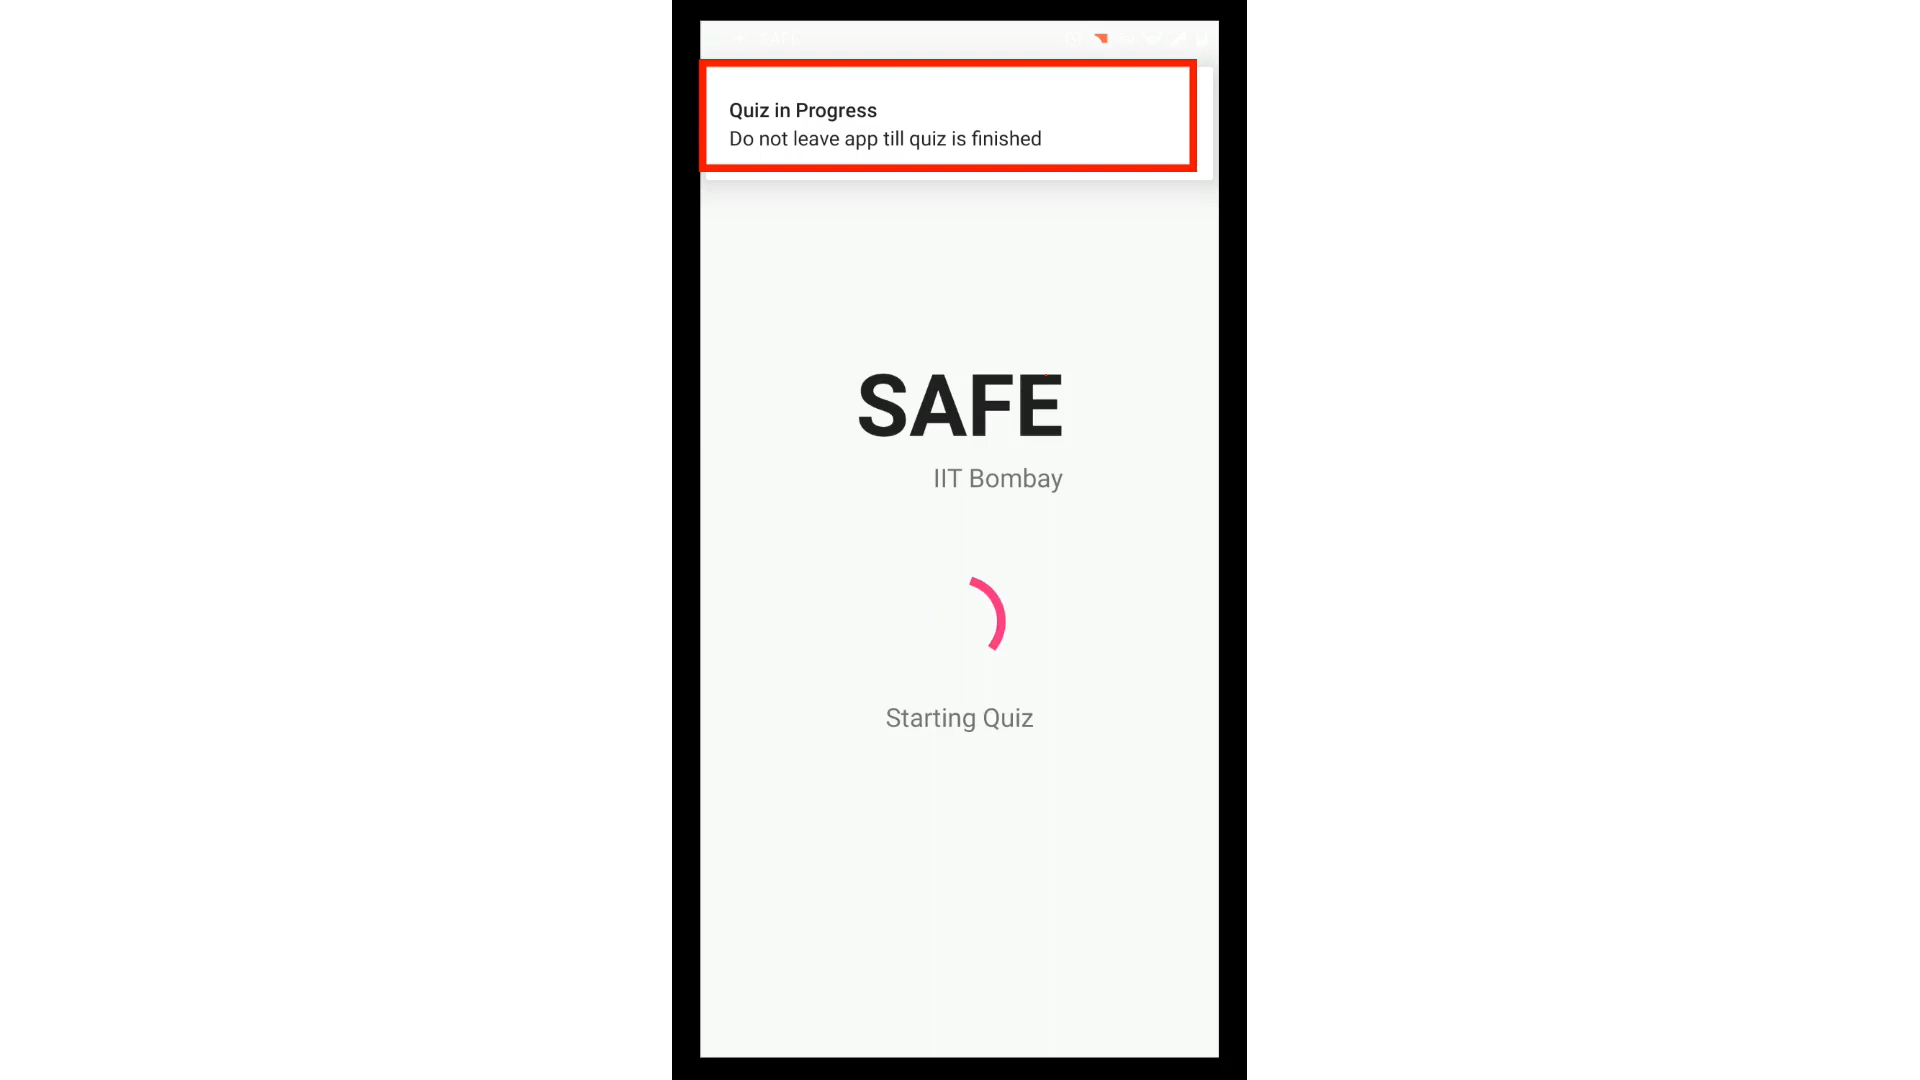 Quiz in Progress
Do not leave app till quiz is finished
SAFE
IIT Bombay
Starting Quiz